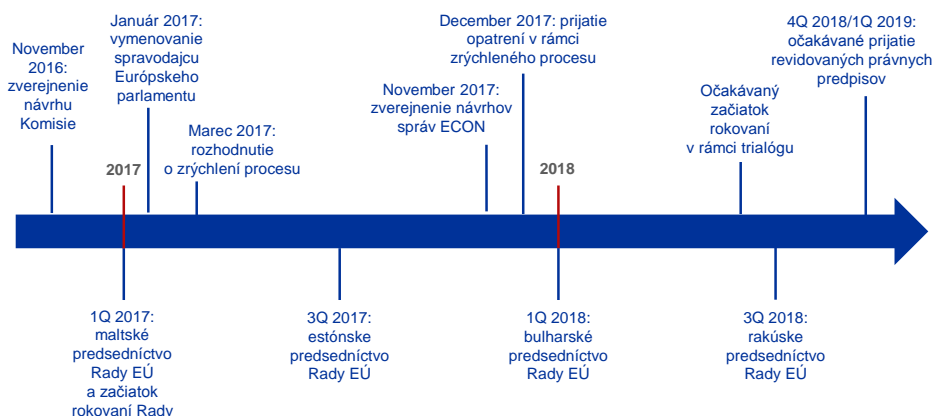 November
2016:
zverejnenie
návrhu
Komisie
Január 2017:
vymenovanie
spravodajcu
Európskeho
parlamentu
Marec 2017:
rozhodnutie
o zrýchlení procesu
2017
November 2017:
zverejnenie návrhov
správ ECON
December 2017: prijatie
opatrení v rámci
zrýchleného procesu
2018
Očakávaný
začiatok
rokovaní
v rámci trialógu
4Q 2018/1Q 2019:
očakávané prijatie
revidovaných právnych
predpisov
1Q 2017:
maltské
predsedníctvo
Rady EÚ
a začiatok
rokovaní Rady
3Q 2017:
estónske
predsedníctvo
Rady EÚ
1Q 2018:
bulharské
predsedníctvo
Rady EÚ
3Q 2018:
rakúske
predsedníctvo
Rady EÚ